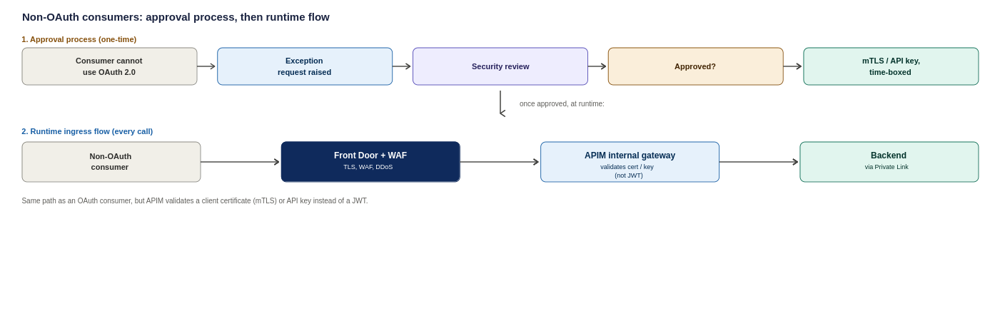 Non-OAuth consumers: approval process, then runtime flow
1. Approval process (one-time)
Consumer cannot
use OAuth 2.0
Exception
request raised
Security review
Approved?
mTLS / API key,
time-boxed
once approved, at runtime:
2. Runtime ingress flow (every call)
Non-OAuth
consumer
Front Door + WAF
TLS, WAF, DDoS
APIM internal gateway
validates cert / key
(not JWT)
Backend
via Private Link
Same path as an OAuth consumer, but APIM validates a client certificate (mTLS) or API key instead of a JWT.